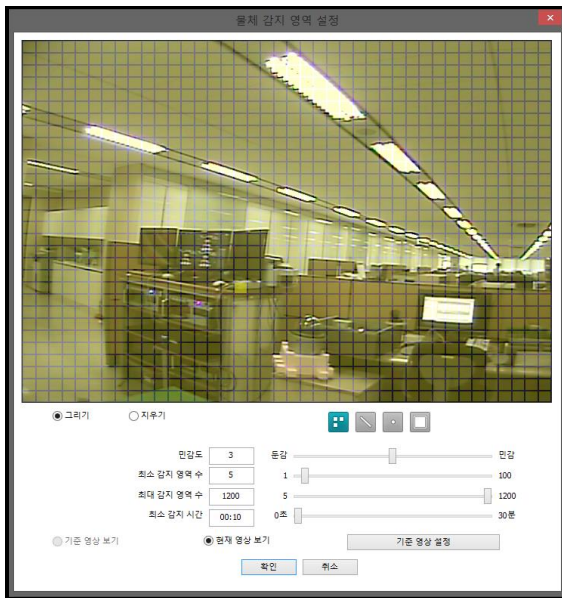 물체 감지 영역 설정
그리기 지우기
민감도 3 둔감 민감
최소 감지 영역 수 5 1 100
최대 감지 영역 수 1200 5 1200
최소 감지 시간 00:10 0초 30분
기준 영상 보기 현재 영상 보기 기준 영상 설정
확인 취소